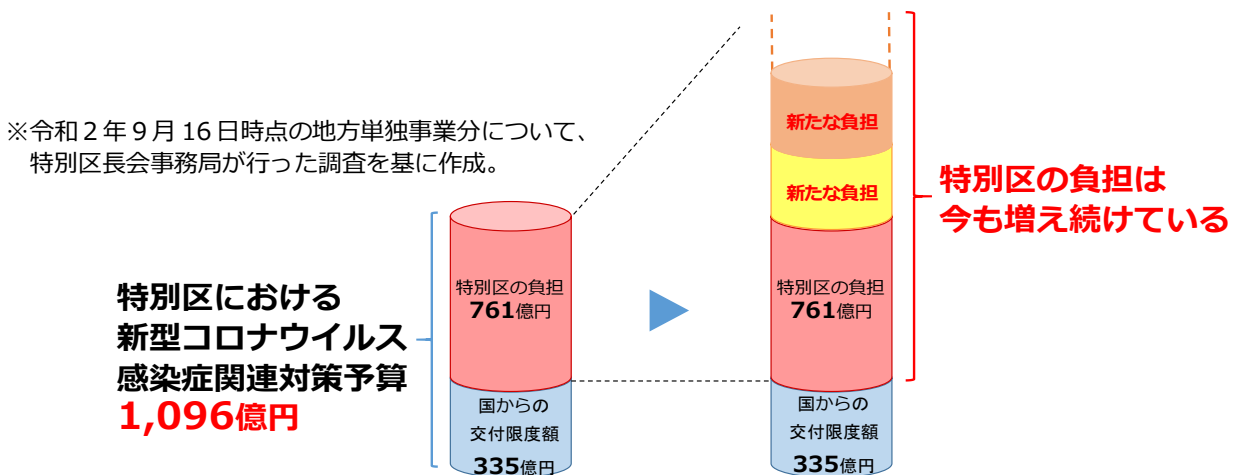 ※令和２年９月 16 日時点の地方単独事業分について、
特別区長会事務局が行った調査を基に作成。
特別区における
新型コロナウイルス
感染症関連対策予算
1,096億円
特別区の負担
761億円
国からの
交付限度額
335億円
新たな負担
新たな負担
特別区の負担
761億円
国からの
交付限度額
335億円
特別区の負担は
今も増え続けている